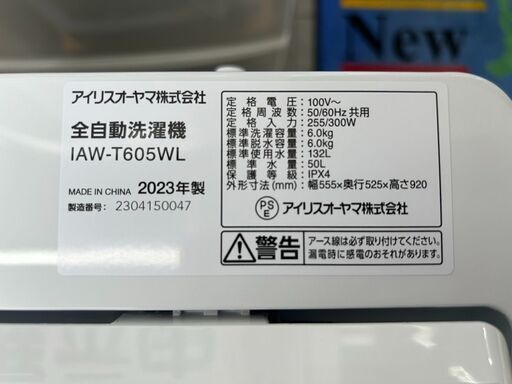 New
アイリスオーヤマ株式会社
全自動洗濯機
IAW-T605WL
MADE IN CHINA 2023年製
製造番号: 2304150047
定格電圧: 100V〜
定格周波数: 50/60Hz 共用
定格入力: 255/300W
標準洗濯容量: 6.0kg
標準脱水容量: 6.0kg
標準使用水量: 132L
標準水量: 50L
保護等級: IPX4
外形寸法(mm): 幅555×奥行525×高さ920
PSE アイリスオーヤマ株式会社
警告
アース線は必ず取り付けてください。
漏電時に感電のおそれがあります。